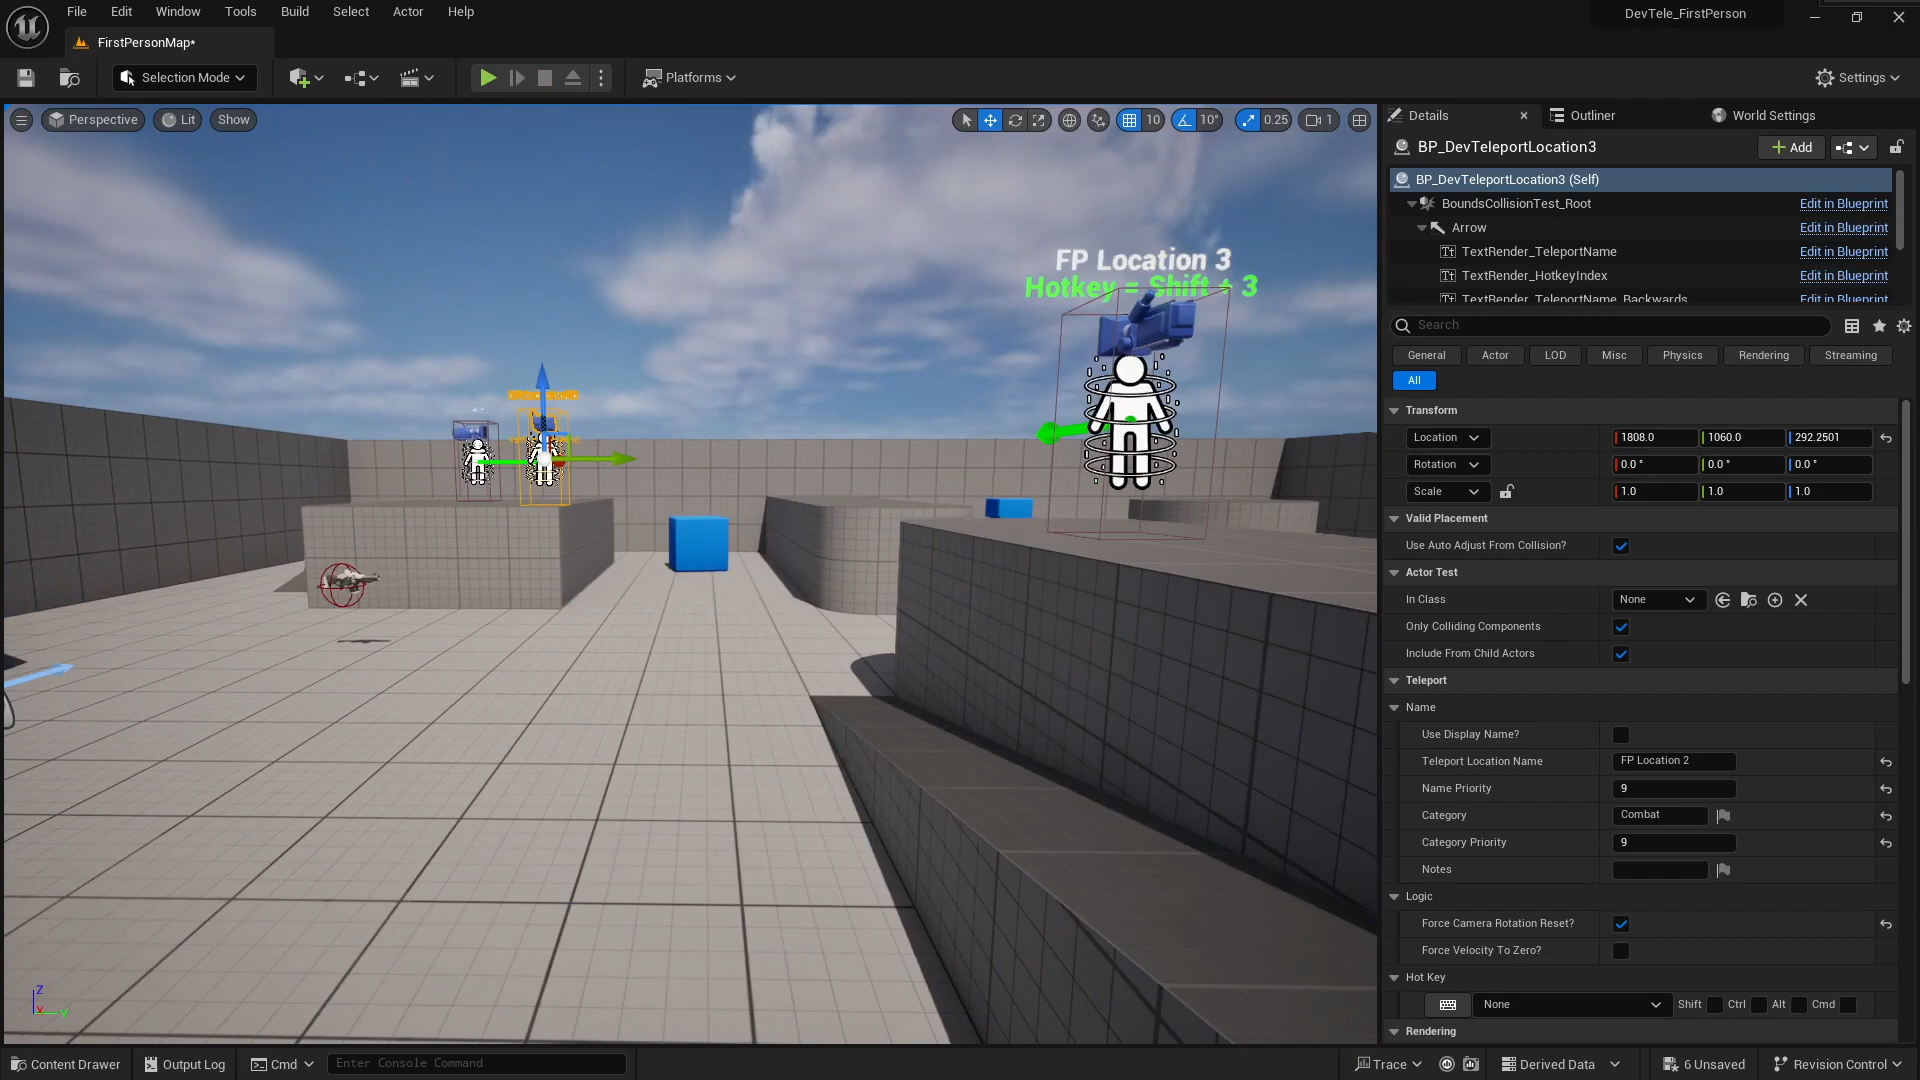 File Edit Window Tools Build Select Actor Help
DevTele_FirstPerson
FirstPersonMap*
Selection Mode
Platforms
Settings
Perspective Lit Show
10 10° 0.25 1
FP Location 3
Hotkey = Shift + 3
Details Outliner World Settings
BP_DevTeleportLocation3 Add
BP_DevTeleportLocation3 (Self)
BoundsCollisionTest_Root Edit in Blueprint
Arrow Edit in Blueprint
TextRender_TeleportName Edit in Blueprint
TextRender_HotkeyIndex Edit in Blueprint
TextRender_TeleportName_Backwards Edit in Blueprint
Search
General Actor LOD Misc Physics Rendering Streaming
All
Transform
Location 1808.0 1060.0 292.2501
Rotation 0.0° 0.0° 0.0°
Scale 1.0 1.0 1.0
Valid Placement
Use Auto Adjust From Collision?
Actor Test
In Class None
Only Colliding Components
Include From Child Actors
Teleport
Name
Use Display Name?
Teleport Location Name FP Location 2
Name Priority 9
Category Combat
Category Priority 9
Notes
Logic
Force Camera Rotation Reset?
Force Velocity To Zero?
Hot Key
None Shift Ctrl Alt Cmd
Rendering
Z
X Y
Content Drawer Output Log Cmd Enter Console Command Trace Derived Data 6 Unsaved Revision Control